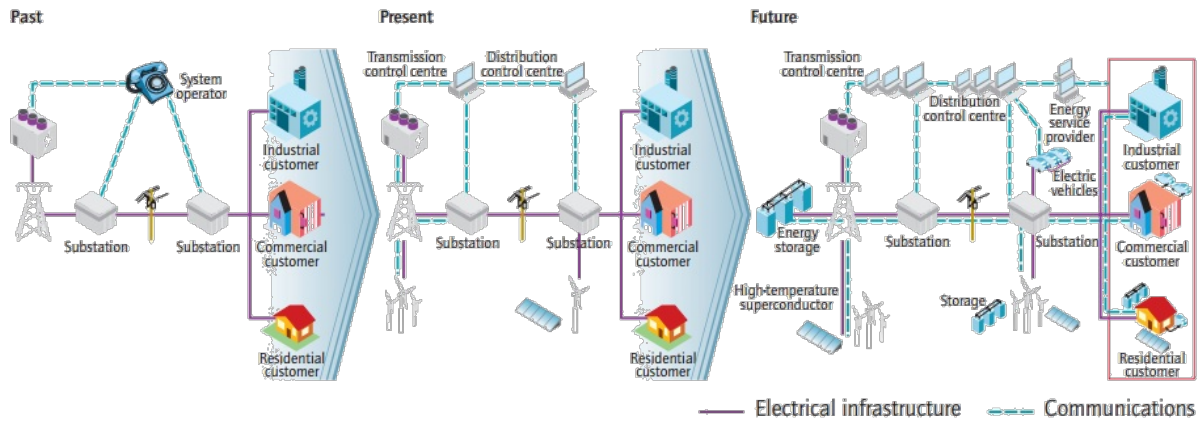 Past
System
operator
Substation
Substation
Industrial
customer
Commercial
customer
Residential
customer
Present
Transmission
control centre
Distribution
control centre
Substation
Substation
Industrial
customer
Commercial
customer
Residential
customer
Future
Transmission
control centre
Distribution
control centre
Energy
service
provider
Electric
vehicles
Energy
storage
Substation
Substation
High-temperature
superconductor
Storage
Industrial
customer
Commercial
customer
Residential
customer
Electrical infrastructure
Communications